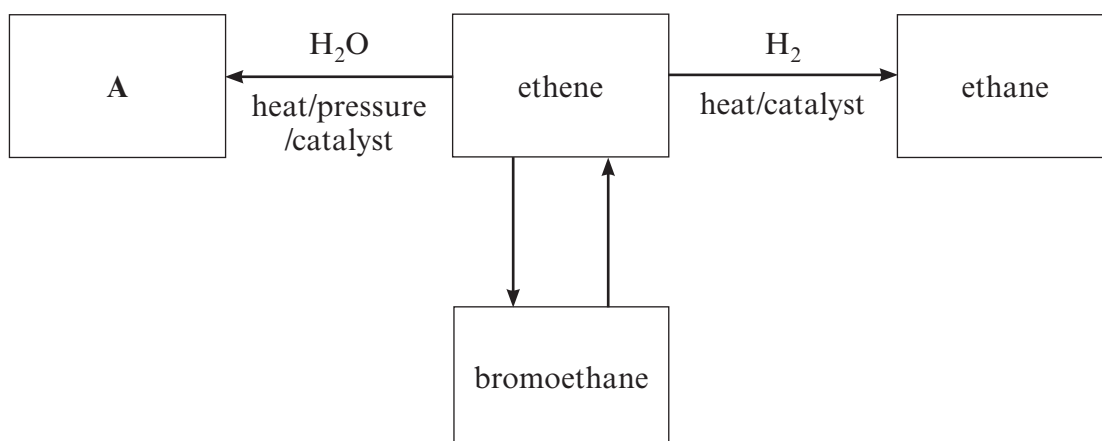 A
H₂O
heat/pressure
/catalyst
ethene
H₂
heat/catalyst
ethane
bromoethane